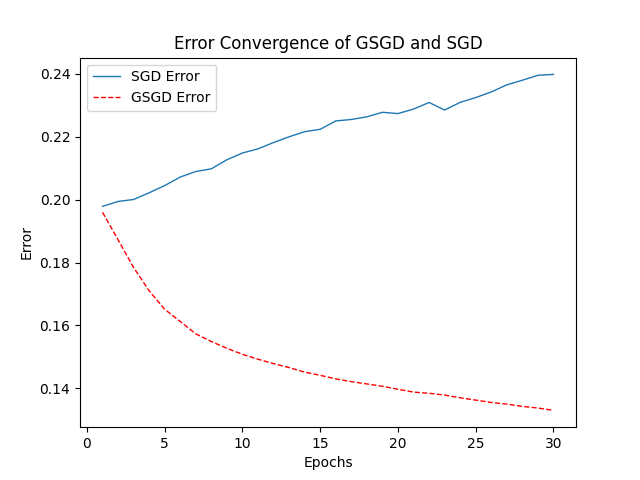 Error Convergence of GSGD and SGD
SGD Error
GSGD Error
0.24
0.22
0.20
0.18
0.16
0.14
Error
0 5 10 15 20 25 30
Epochs